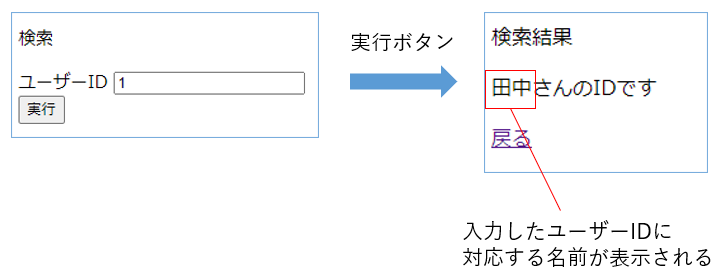 検索
ユーザーID 1
実行
実行ボタン
検索結果
田中さんのIDです
戻る
入力したユーザーIDに
対応する名前が表示される